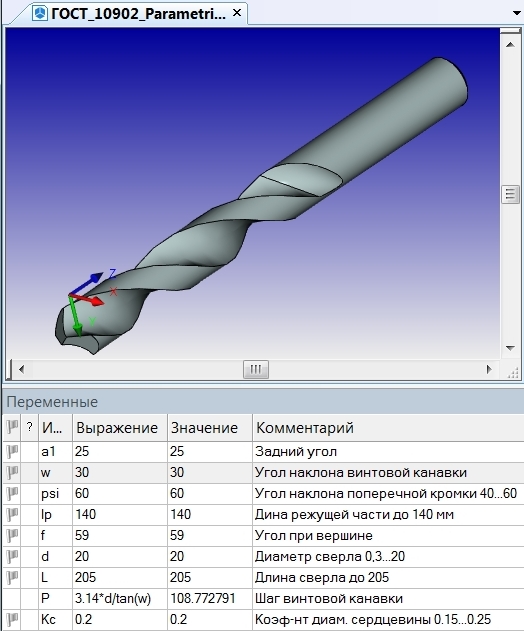 ГОСТ_10902_Parametri...
Z
X
Y
Переменные
? И... Выражение Значение Комментарий
a1 25 25 Задний угол
w 30 30 Угол наклона винтовой канавки
psi 60 60 Угол наклона поперечной кромки 40...60
lp 140 140 Дина режущей части до 140 мм
f 59 59 Угол при вершине
d 20 20 Диаметр сверла 0,3...20
L 205 205 Длина сверла до 205
P 3.14*d/tan(w) 108.772791 Шаг винтовой канавки
Кс 0.2 0.2 Коэф-нт диам. сердцевины 0.15...0.25